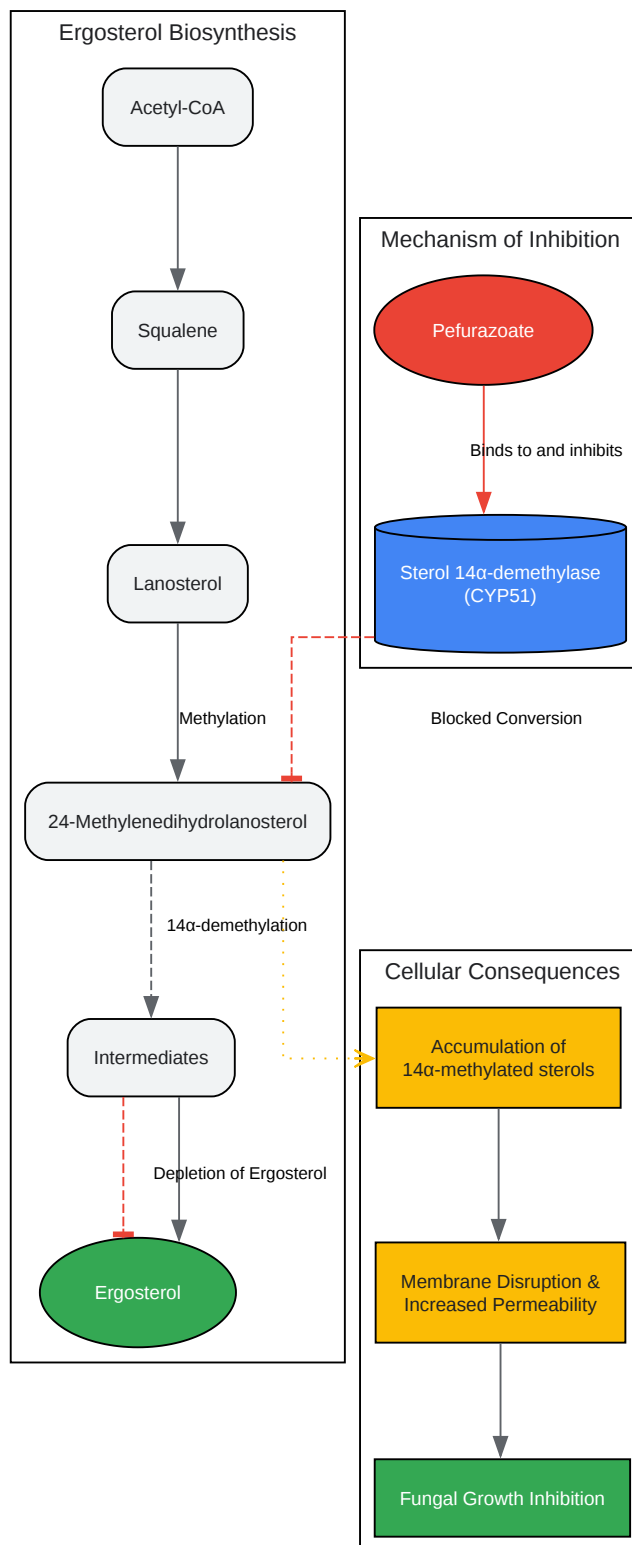 Ergosterol Biosynthesis
Acetyl-CoA
Squalene
Lanosterol
Methylation
24-Methylenedihydrolanosterol
14α-demethylation
Intermediates
Depletion of Ergosterol
Ergosterol
Mechanism of Inhibition
Pefurazoate
Binds to and inhibits
Sterol 14α-demethylase
(CYP51)
Blocked Conversion
Cellular Consequences
Accumulation of
14α-methylated sterols
Membrane Disruption &
Increased Permeability
Fungal Growth Inhibition